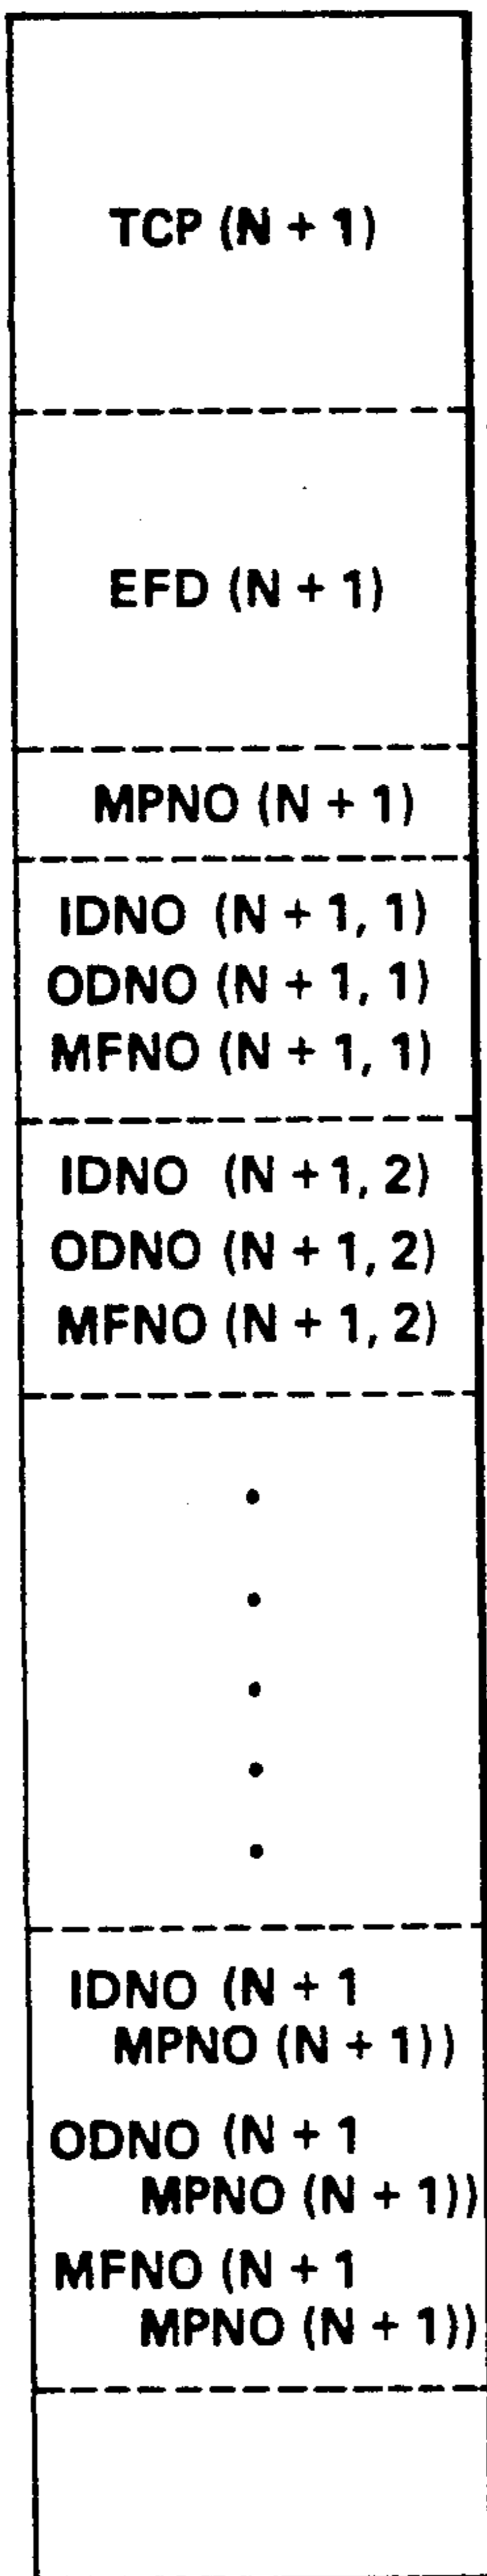 TCP (N + 1)
EFD (N + 1)
MPNO (N + 1)
IDNO (N + 1, 1)
ODNO (N + 1, 1)
MFNO (N + 1, 1)
IDNO (N + 1, 2)
ODNO (N + 1, 2)
MFNO (N + 1, 2)
IDNO (N + 1
MPNO (N + 1))
ODNO (N + 1
MPNO (N + 1))
MFNO (N + 1
MPNO (N + 1))